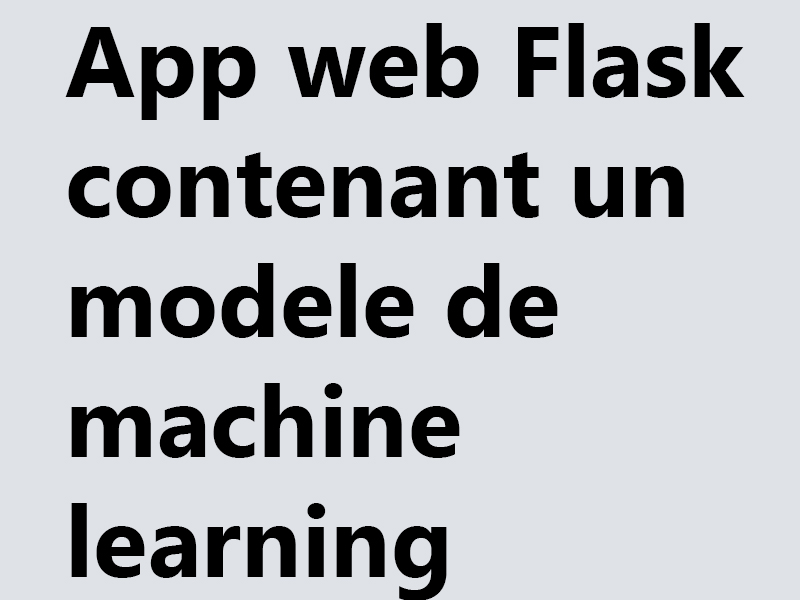 App web Flask
contenant un
modele de
machine
learning